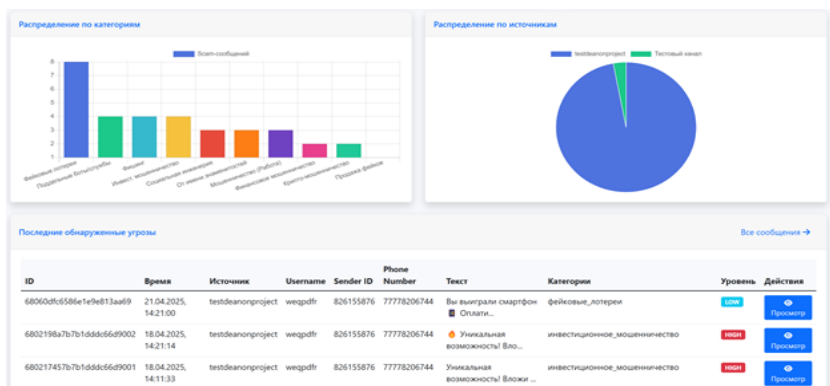 Распределение по категориям
Scam-сообщений
8
7
6
5
4
3
2
1
Фейковые лотереи
Поддельные боты/службы
Фишинг
Инвест. мошенничество
Социальная инженерия
От имени знаменитостей
Мошенничество (Работа)
Финансовое мошенничество
Крипто-мошенничество
Продажа фейков
Распределение по источникам
testdeanonproject Тестовый канал
Последние обнаруженные угрозы
Все сообщения →
ID Время Источник Username Sender ID Phone Number Текст Категории Уровень Действия
68060dfc6586e1e9e813aa69 21.04.2025, 14:21:00 testdeanonproject weqpdfr 826155876 77778206744 Вы выиграли смартфон 📱 Оплати... фейковые_лотереи LOW Просмотр
6802198a7b7b1dddc66d9002 18.04.2025, 14:21:14 testdeanonproject weqpdfr 826155876 77778206744 🔥 Уникальная возможность! Вло... инвестиционное_мошенничество HIGH Просмотр
680217457b7b1dddc66d9001 18.04.2025, 14:11:33 testdeanonproject weqpdfr 826155876 77778206744 Уникальная возможность! Вложи ... инвестиционное_мошенничество HIGH Просмотр